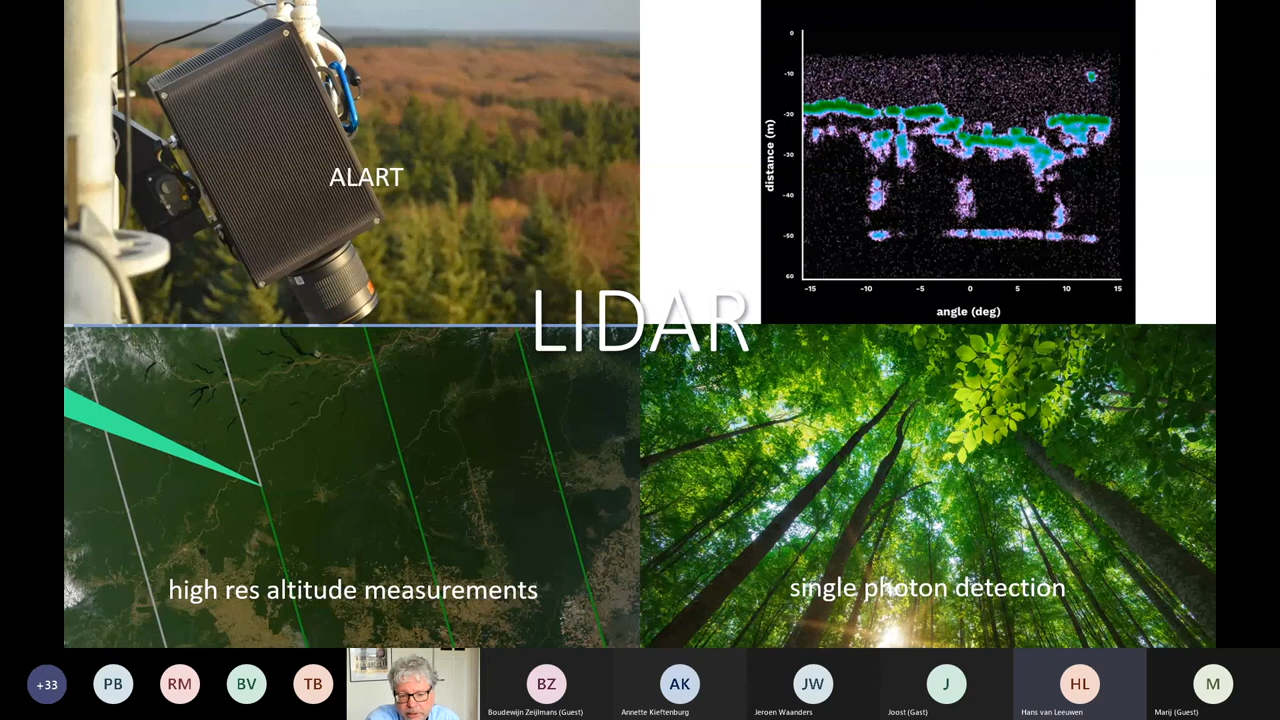 ALART
0
-10
-20
-30
-40
-50
60
distance (m)
-15
-10
-5
0
5
10
15
angle (deg)
LIDAR
high res altitude measurements
single photon detection
+33
PB
RM
BV
TB
BZ
AK
JW
J
HL
M
Boudewijn Zeijlmans (Guest)
Annette Kieftenburg
Jeroen Waanders
Joost (Gast)
Hans van Leeuwen
Marij (Guest)